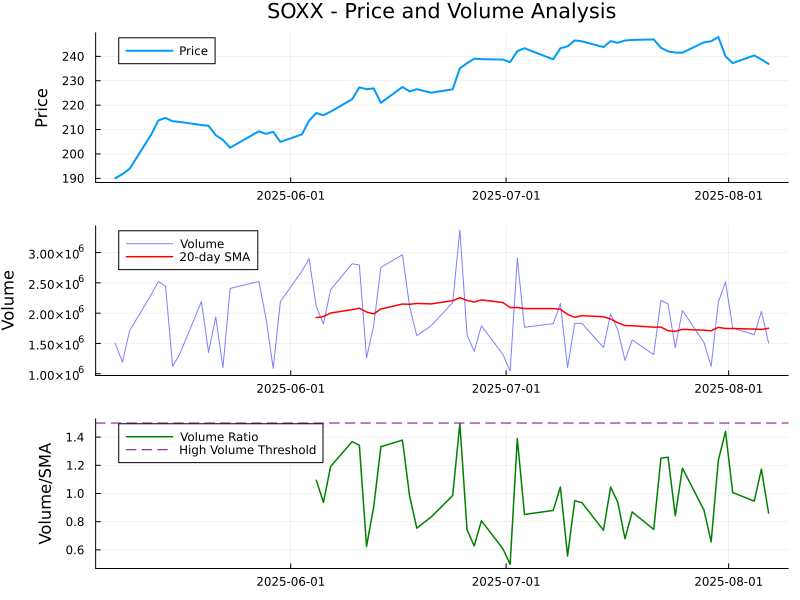 SOXX - Price and Volume Analysis
Price
240
230
220
210
200
190
Price
2025-06-01 2025-07-01 2025-08-01
Volume
20-day SMA
3.00×10⁶
2.50×10⁶
2.00×10⁶
1.50×10⁶
1.00×10⁶
Volume
2025-06-01 2025-07-01 2025-08-01
Volume Ratio
High Volume Threshold
1.4
1.2
1.0
0.8
0.6
Volume/SMA
2025-06-01 2025-07-01 2025-08-01